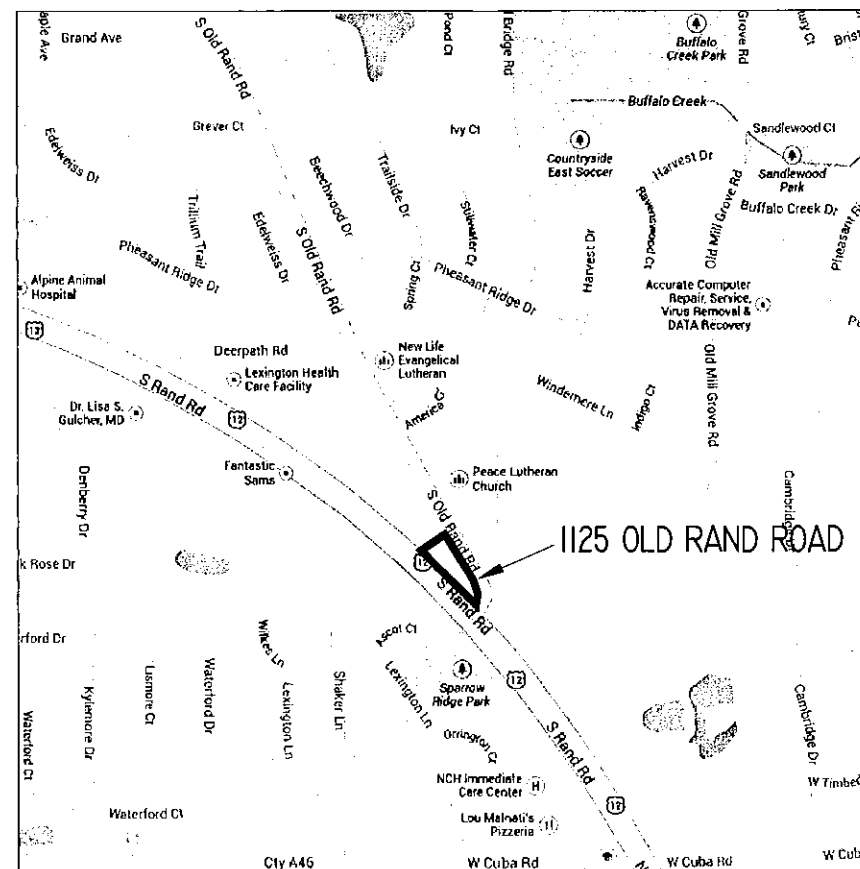 Grand Ave
S Old Rand Rd
Pond Ct
Bridge Rd
Buffalo
Creek Park
Grove Rd
Buffalo Creek
Grever Ct
Ivy Ct
Countryside
East Soccer
Harvest Dr
Sandlewood Ct
Sandlewood
Park
Edelweiss Dr
Beechwood Dr
Trailside Dr
Stillwater Ct
Ravenswood Ct
Old Mill Grove Rd
Buffalo Creek Dr
Trillium Trail
Edelweiss Dr
S Old Rand Rd
Harvest Dr
Pheasant
Pheasant Ridge Dr
Spring Ct
Pheasant Ridge Dr
Alpine Animal
Hospital
Accurate Computer
Repair, Service,
Virus Removal &
DATA Recovery
12
Deerpath Rd
New Life
Evangelical
Lutheran
Lexington Health
Care Facility
S Rand Rd
12
Dr. Lisa S.
Gulcher, MD
America Ct
Windemere Ln
Indigo Ct
Old Mill Grove Rd
Fantastic
Sams
Peace Lutheran
Church
Denberry Dr
S Old Rand Rd
1125 OLD RAND ROAD
k Rose Dr
12
S Rand Rd
rford Dr
Wilkes Ln
Ascot Ct
Sparrow
Ridge Park
12
Waterford Ct
Kylemore Dr
Lismore Ct
Waterford Dr
Lexington Ln
Shaker Ln
Lexington Ln
Orrington Ct
S Rand Rd
Cambridge Dr
NCH Immediate
Care Center
H
12
W Timbe
Waterford Ct
Lou Malnati's
Pizzeria
Cty A46
W Cuba Rd
W Cuba Rd
W Cub